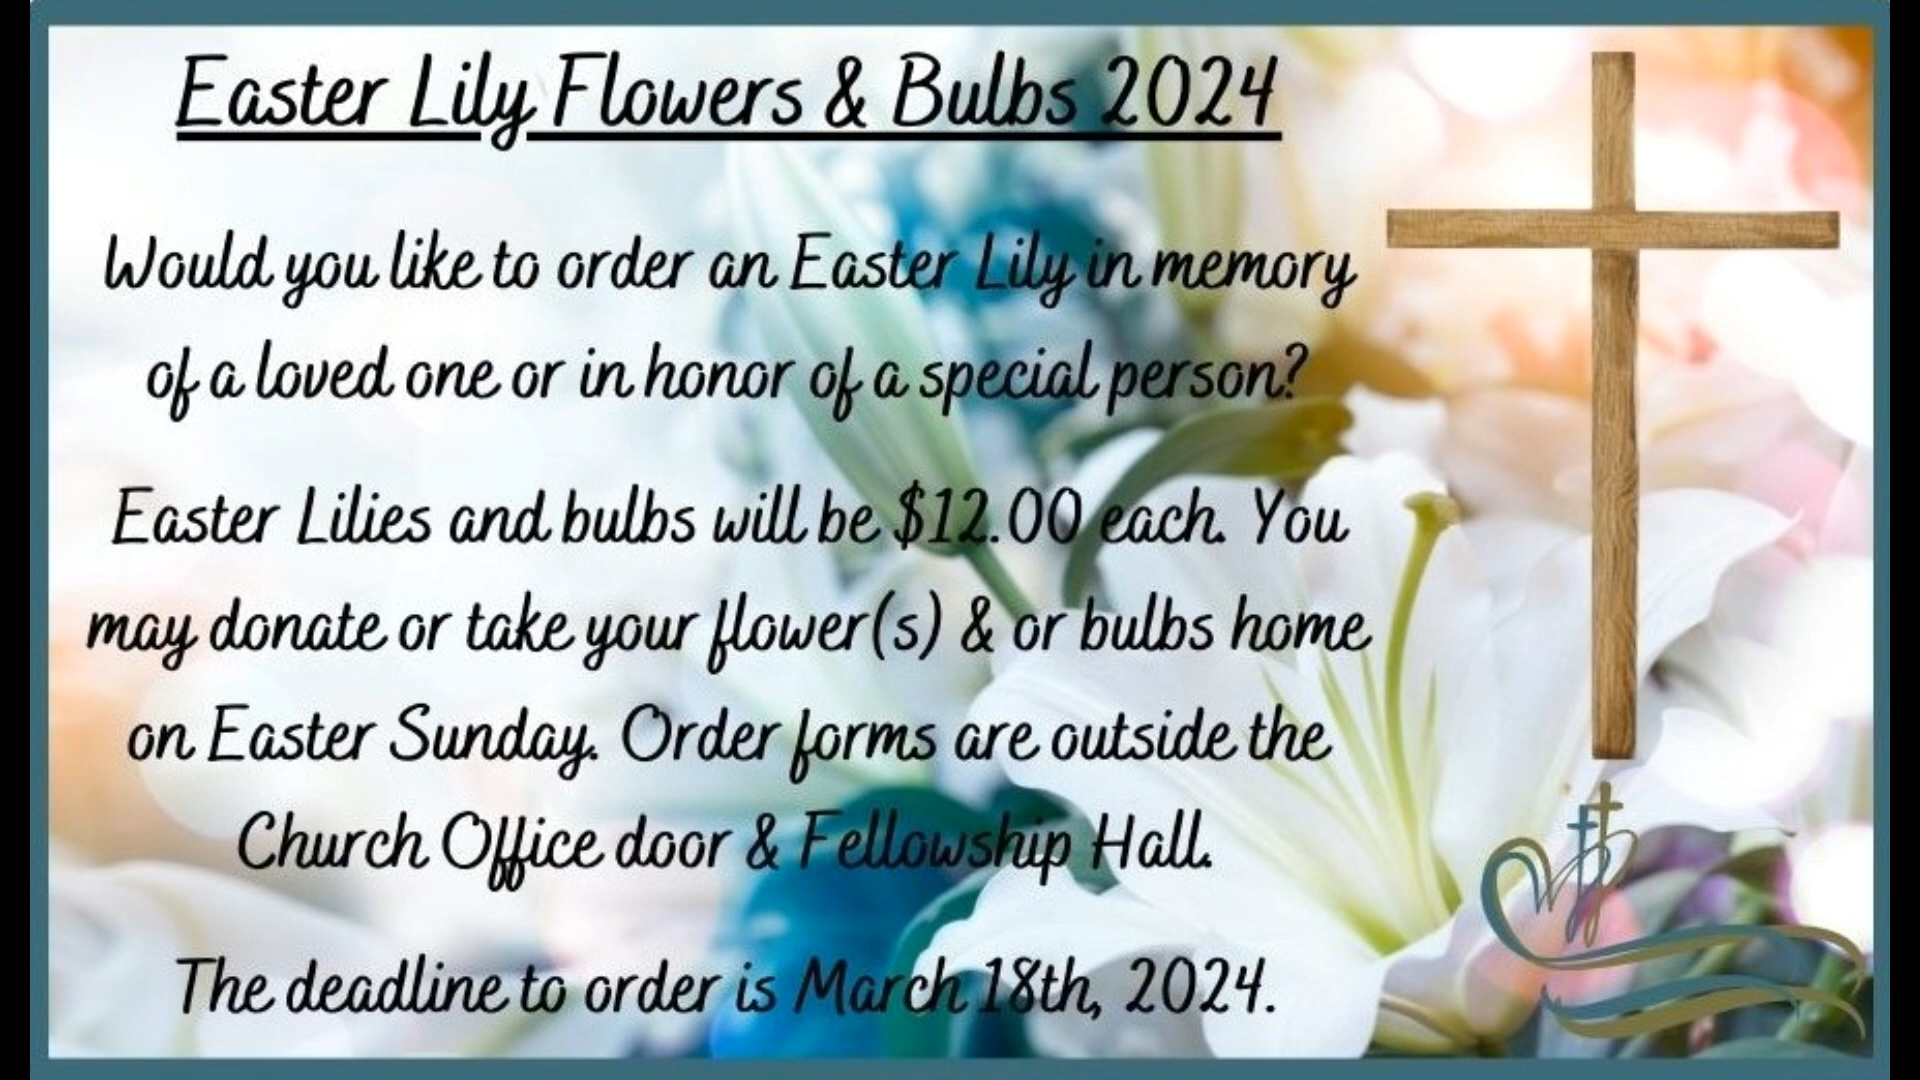 Easter Lily Flowers & Bulbs 2024
Would you like to order an Easter Lily in memory
of a loved one or in honor of a special person?
Easter Lilies and bulbs will be $12.00 each. You
may donate or take your flower(s) & or bulbs home
on Easter Sunday. Order forms are outside the
Church Office door & Fellowship Hall.
The deadline to order is March 18th, 2024.